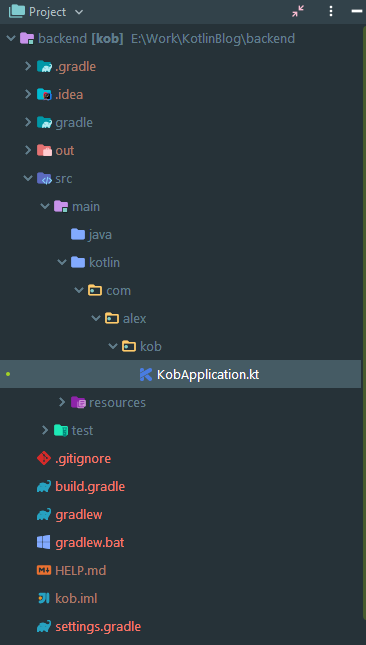 Project
backend [kob] E:\Work\KotlinBlog\backend
.gradle
.idea
gradle
out
src
main
java
kotlin
com
alex
kob
KobApplication.kt
resources
test
.gitignore
build.gradle
gradlew
gradlew.bat
HELP.md
kob.iml
settings.gradle